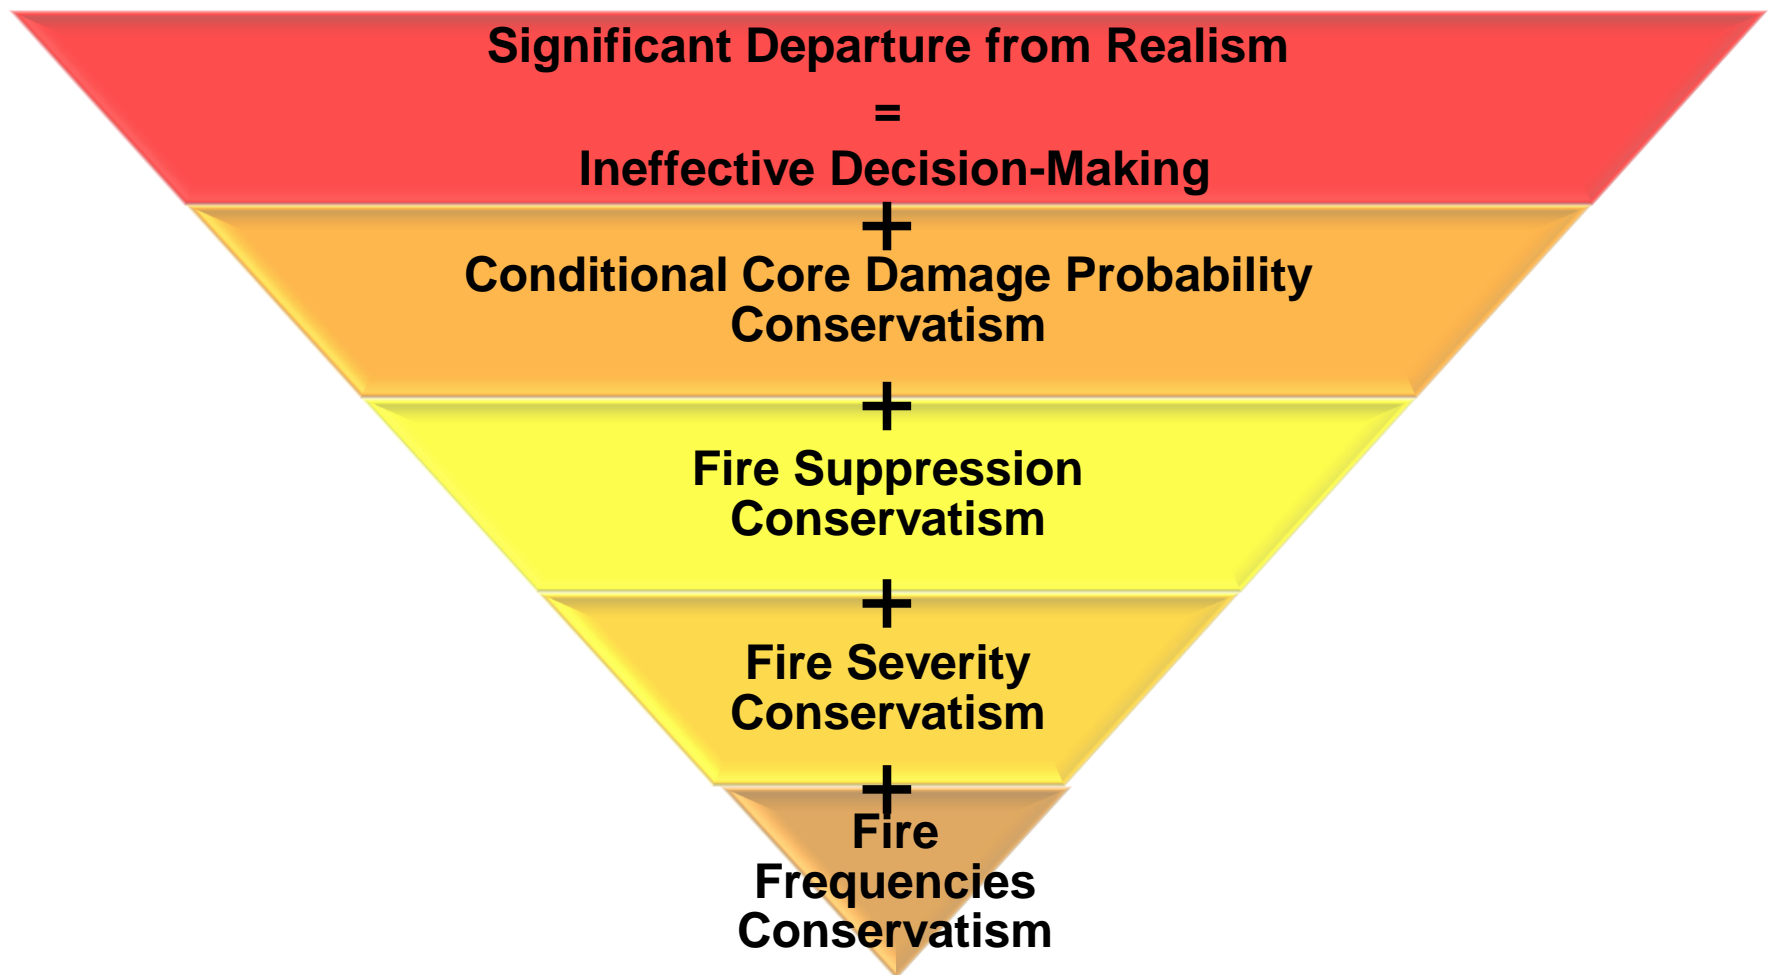 Significant Departure from Realism
=
Ineffective Decision-Making
+
Conditional Core Damage Probability
Conservatism
+
Fire Suppression
Conservatism
+
Fire Severity
Conservatism
+
Fire
Frequencies
Conservatism